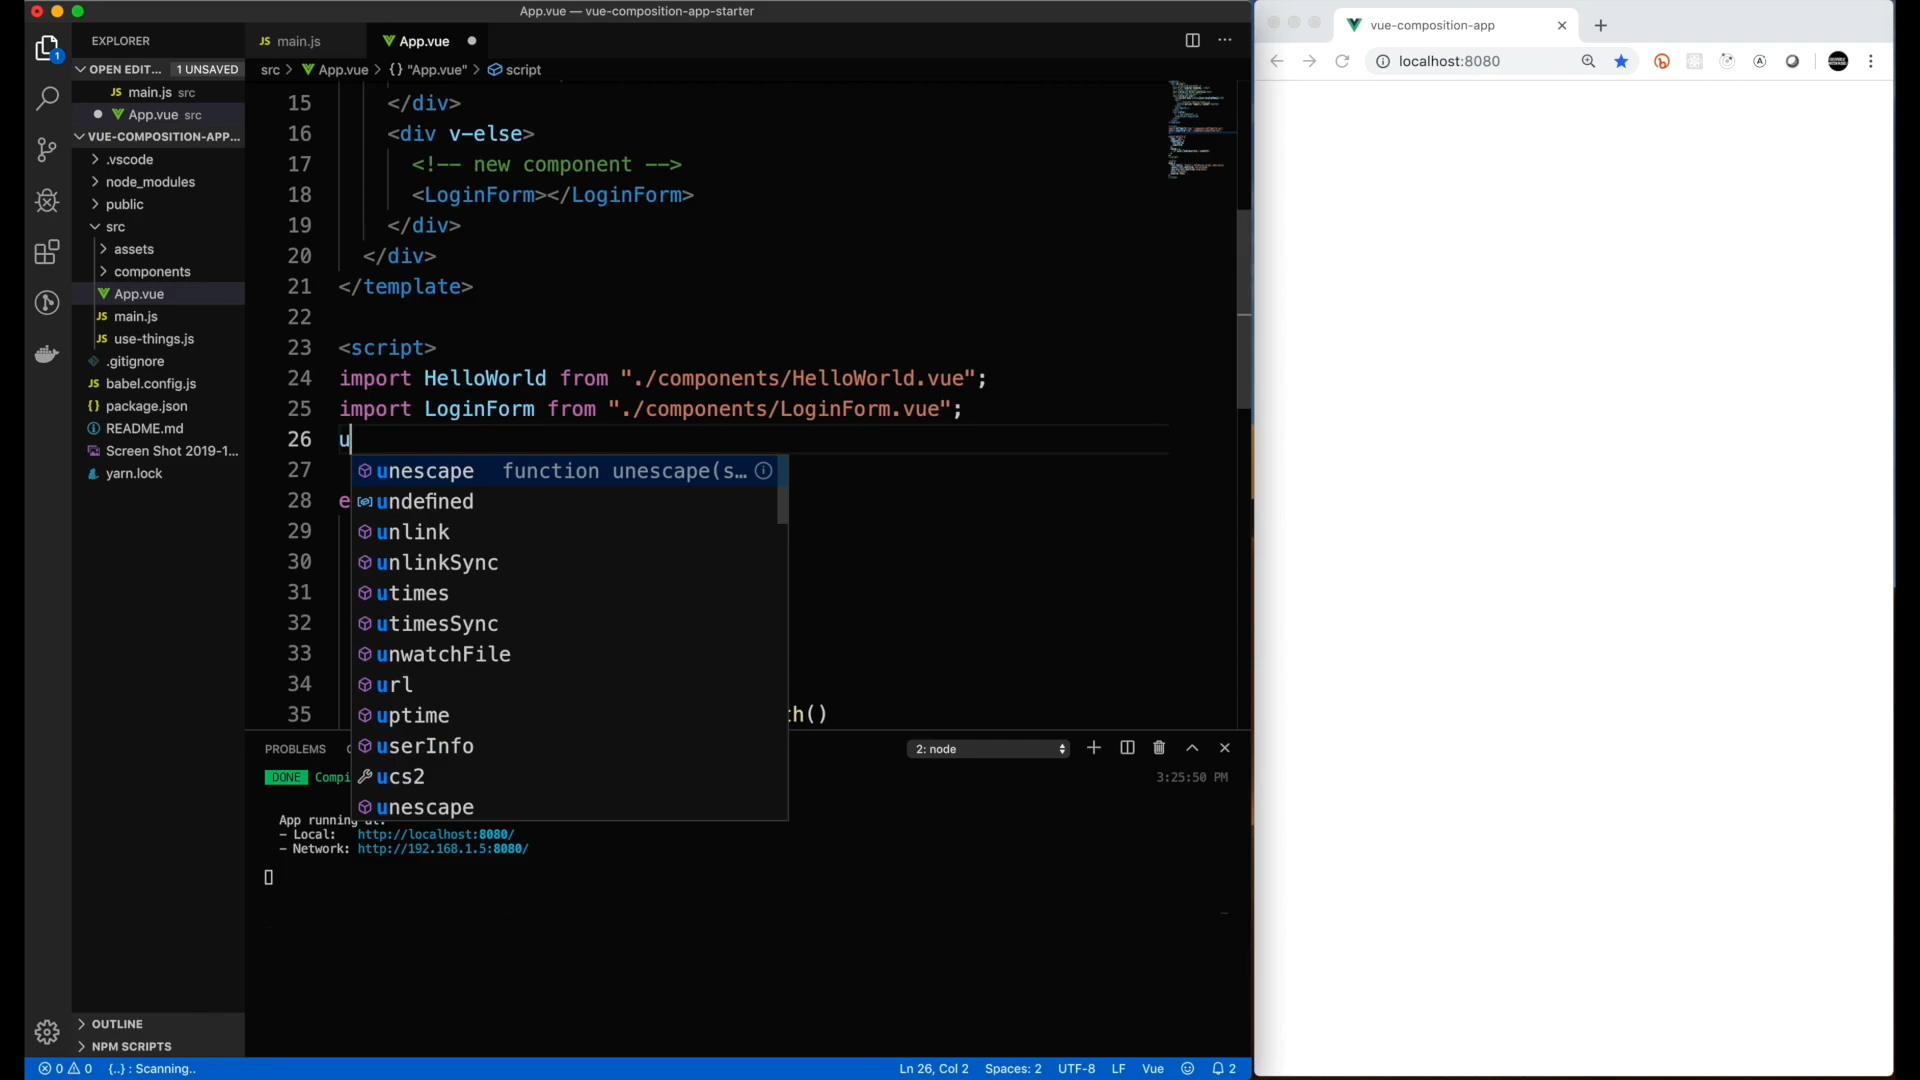 App.vue — vue-composition-app-starter
EXPLORER
OPEN EDIT... 1 UNSAVED
JS main.js src
App.vue src
VUE-COMPOSITION-APP...
.vscode
node_modules
public
src
assets
components
App.vue
JS main.js
JS use-things.js
.gitignore
JS babel.config.js
{} package.json
README.md
Screen Shot 2019-1...
yarn.lock
OUTLINE
NPM SCRIPTS
1
JS main.js
App.vue
src > App.vue > {} "App.vue" > script
15 </div>
16 <div v-else>
17 <!-- new component -->
18 <LoginForm></LoginForm>
19 </div>
20 </div>
21 </template>
22
23 <script>
24 import HelloWorld from "./components/HelloWorld.vue";
25 import LoginForm from "./components/LoginForm.vue";
26 u
27
28 e
29
30
31
32
33
34
35 th()
unescape function unescape(s...
undefined
unlink
unlinkSync
utimes
utimesSync
unwatchFile
url
uptime
userInfo
ucs2
unescape
PROBLEMS
2: node
DONE Compi
3:25:50 PM
App running at:
- Local: http://localhost:8080/
- Network: http://192.168.1.5:8080/
0 0 {..} : Scanning..
Ln 26, Col 2 Spaces: 2 UTF-8 LF Vue 2
vue-composition-app
localhost:8080